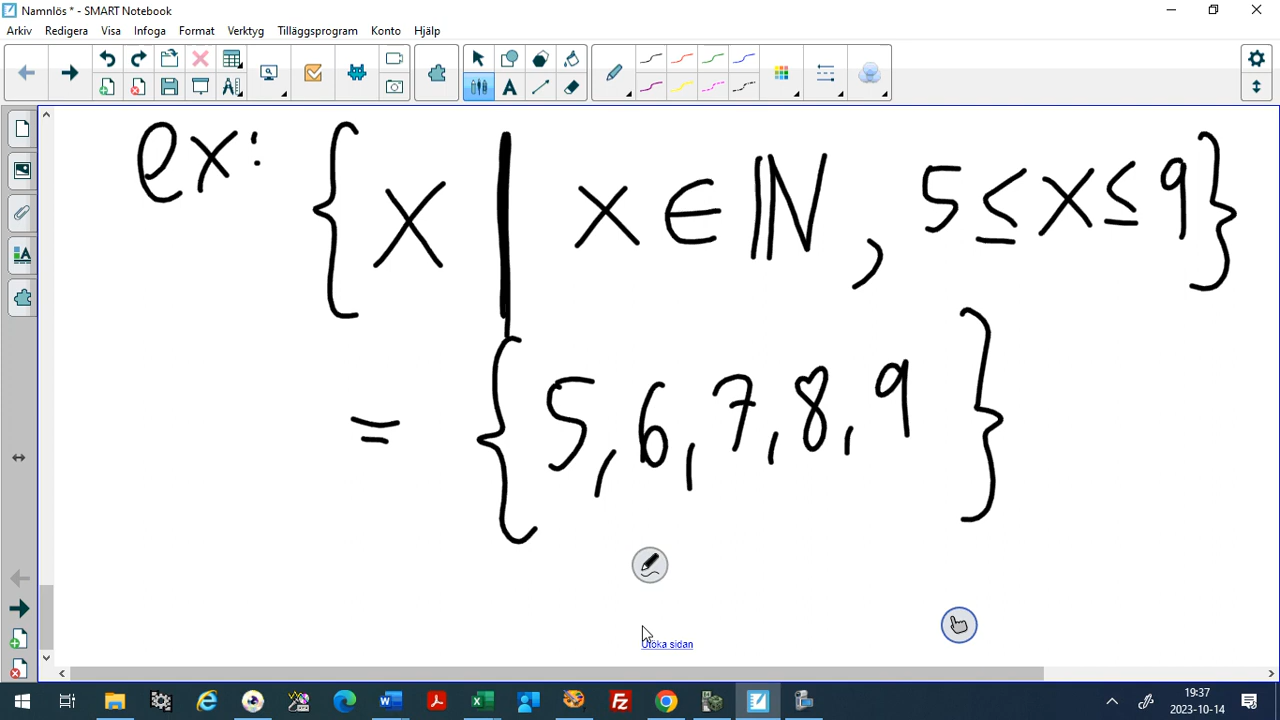 Namnlös * - SMART Notebook
Arkiv Redigera Visa Infoga Format Verktyg Tilläggsprogram Konto Hjälp
ex: { x | x ∈ ℕ, 5 ≤ x ≤ 9 }
= { 5, 6, 7, 8, 9 }
Utöka sidan
19:37
2023-10-14